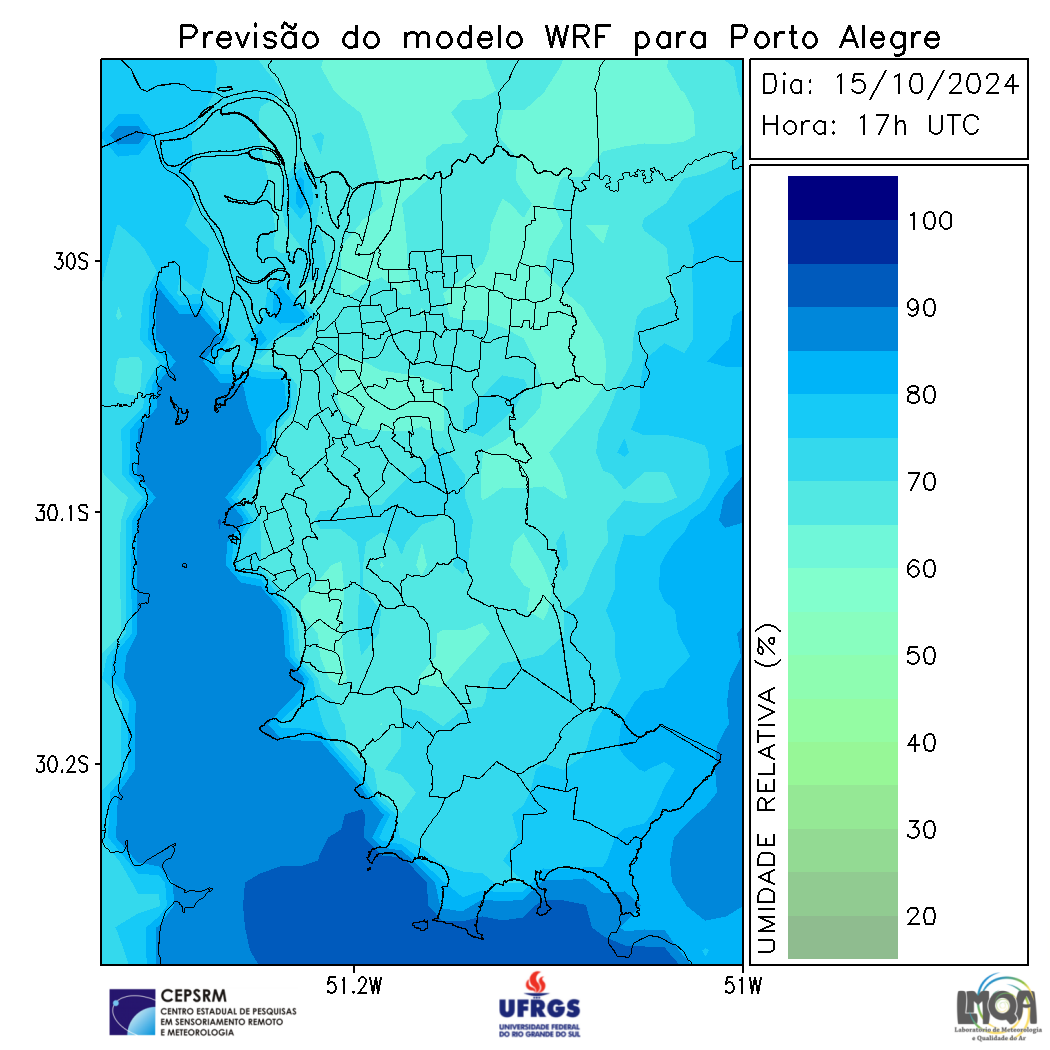 Previsão do modelo WRF para Porto Alegre
Dia: 15/10/2024
Hora: 17h UTC
30S
30.1S
30.2S
51.2W
51W
UMIDADE RELATIVA (%)
100
90
80
70
60
50
40
30
20
CEPSRM
CENTRO ESTADUAL DE PESQUISAS
EM SENSORIAMENTO REMOTO
E METEOROLOGIA
UFRGS
UNIVERSIDADE FEDERAL
DO RIO GRANDE DO SUL
LMQA
Laboratório de Meteorologia
e Qualidade do Ar